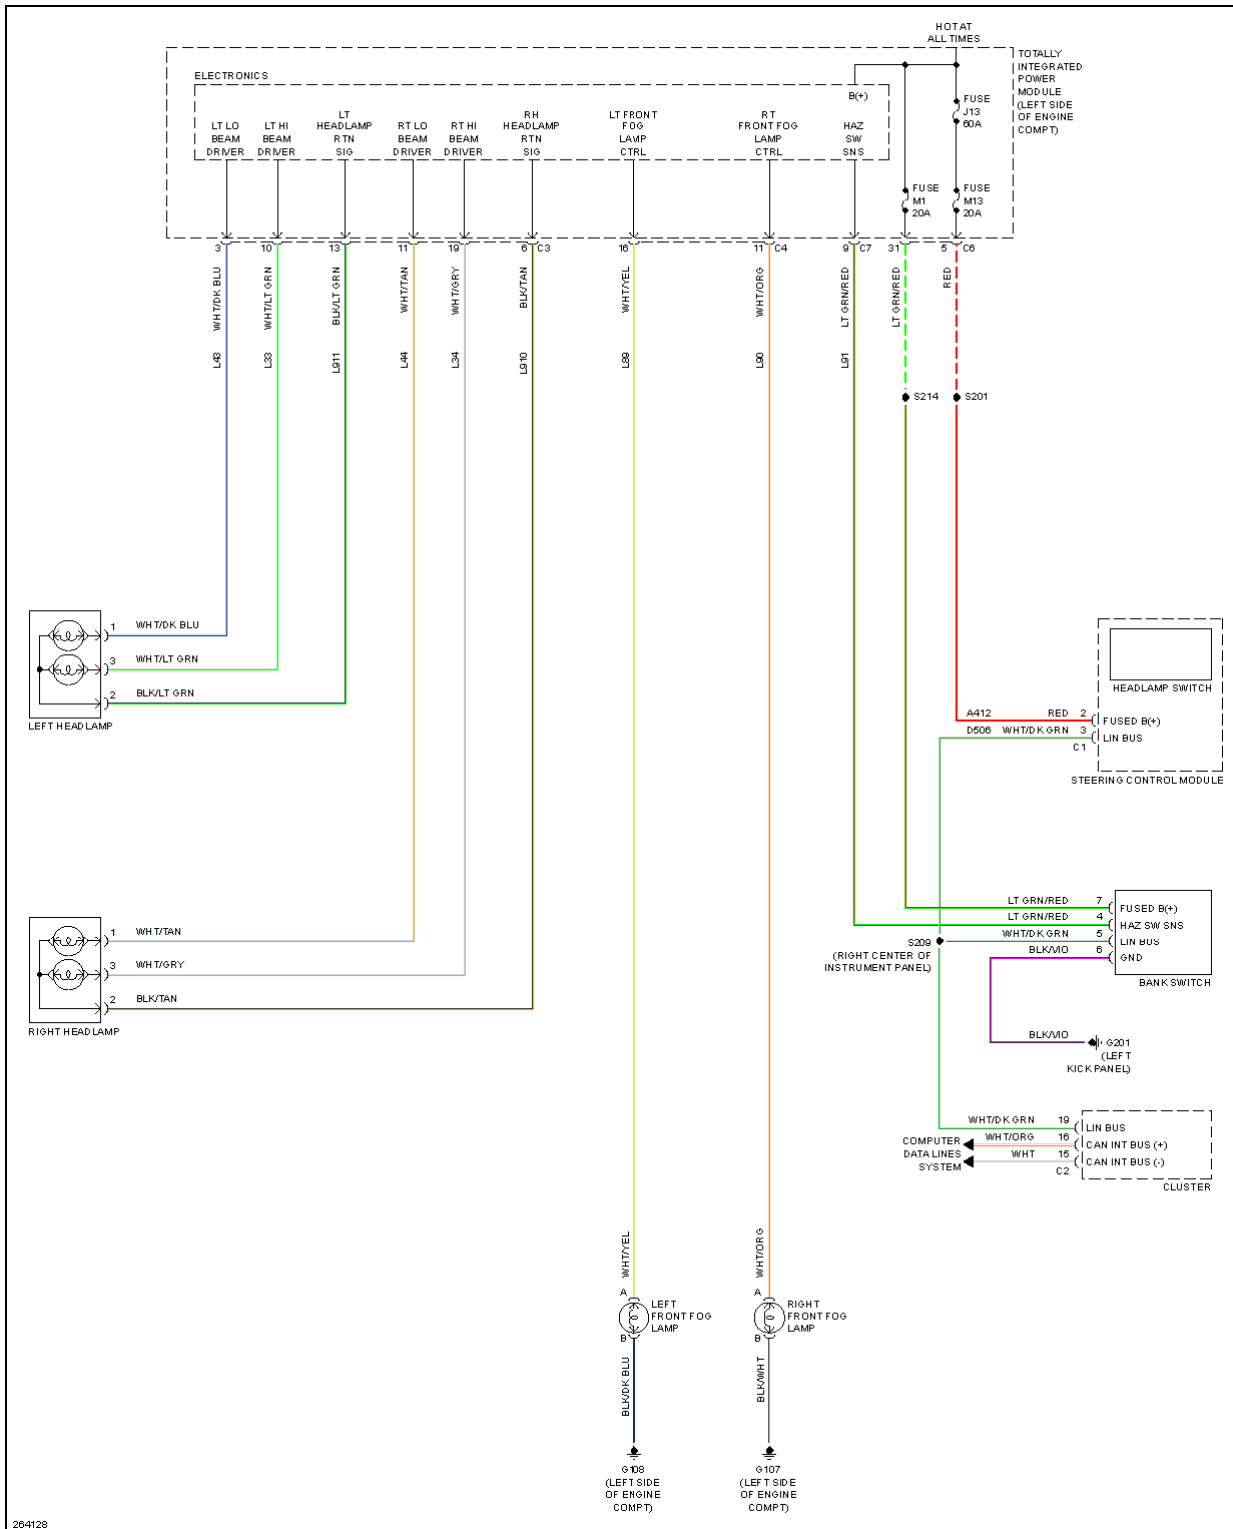 HOT AT
ALL TIMES
TOTALLY
INTEGRATED
POWER
MODULE
(LEFT SIDE
OF ENGINE
COMPT)
ELECTRONICS
B(+)
FUSE
J13
60A
LT LO
BEAM
DRIVER
LT HI
BEAM
DRIVER
LT
HEADLAMP
RTN
SIG
RT LO
BEAM
DRIVER
RT HI
BEAM
DRIVER
RH
HEADLAMP
RTN
SIG
LT FRONT
FOG
LAMP
CTRL
RT
FRONT FOG
LAMP
CTRL
HAZ
SW
SNS
FUSE
M1
20A
FUSE
M13
20A
3
10
13
11
19
6
C3
16
11
C4
9
C7
31
5
C6
WHT/DK BLU
WHT/LT GRN
BLK/LT GRN
WHT/TAN
WHT/GRY
BLK/TAN
WHT/YEL
WHT/ORG
LT GRN/RED
LT GRN/RED
RED
L43
L33
L911
L44
L34
L910
L89
L90
L91
S214
S201
1
WHT/DK BLU
3
WHT/LT GRN
2
BLK/LT GRN
LEFT HEADLAMP
HEADLAMP SWITCH
A412
RED
2
FUSED B(+)
D506
WHT/DK GRN
3
LIN BUS
C1
STEERING CONTROL MODULE
1
WHT/TAN
3
WHT/GRY
2
BLK/TAN
RIGHT HEADLAMP
LT GRN/RED
7
FUSED B(+)
LT GRN/RED
4
HAZ SW SNS
WHT/DK GRN
5
LIN BUS
BLK/VIO
6
GND
S209
(RIGHT CENTER OF
INSTRUMENT PANEL)
BANK SWITCH
BLK/VIO
G201
(LEFT
KICK PANEL)
WHT/DK GRN
19
LIN BUS
WHT/ORG
16
CAN INT BUS (+)
WHT
15
CAN INT BUS (-)
C2
COMPUTER
DATA LINES
SYSTEM
CLUSTER
WHT/YEL
WHT/ORG
A
LEFT
FRONT FOG
LAMP
B
A
RIGHT
FRONT FOG
LAMP
B
BLK/DK BLU
BLK/WHT
G108
(LEFT SIDE
OF ENGINE
COMPT)
G107
(LEFT SIDE
OF ENGINE
COMPT)
264128